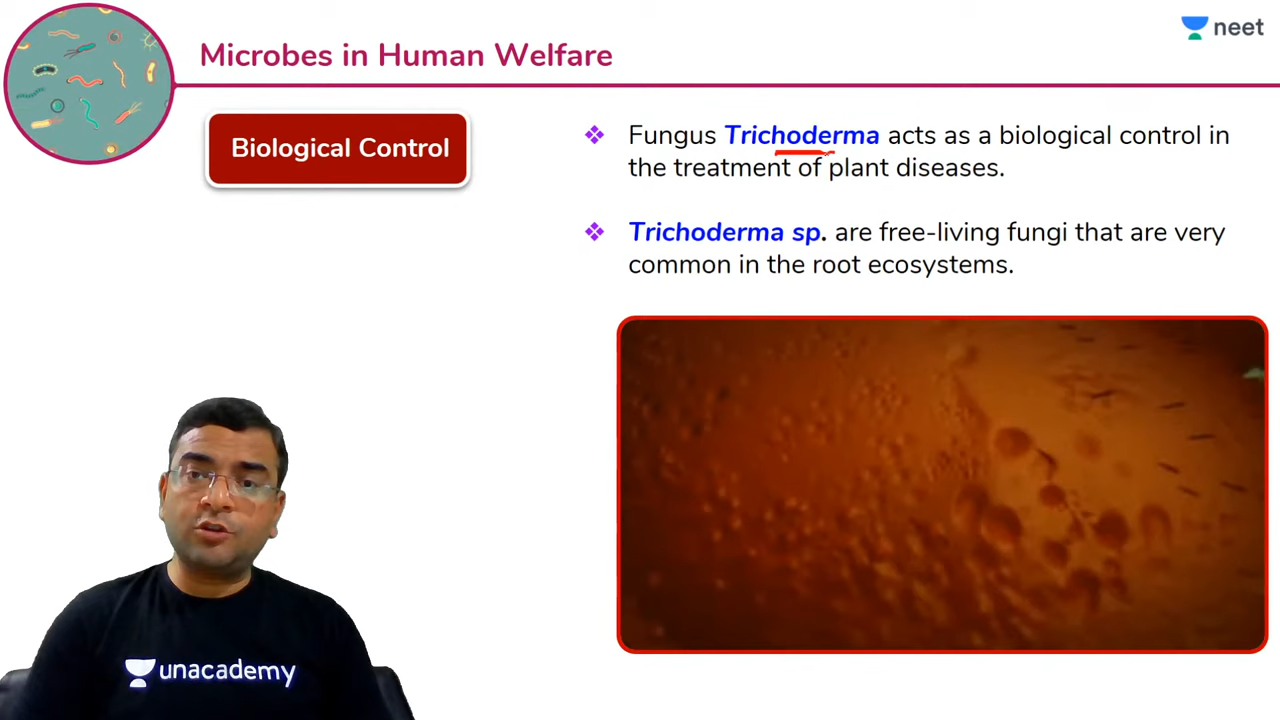 neet
Microbes in Human Welfare
Biological Control
❖ Fungus Trichoderma acts as a biological control in
the treatment of plant diseases.
❖ Trichoderma sp. are free-living fungi that are very
common in the root ecosystems.
unacademy